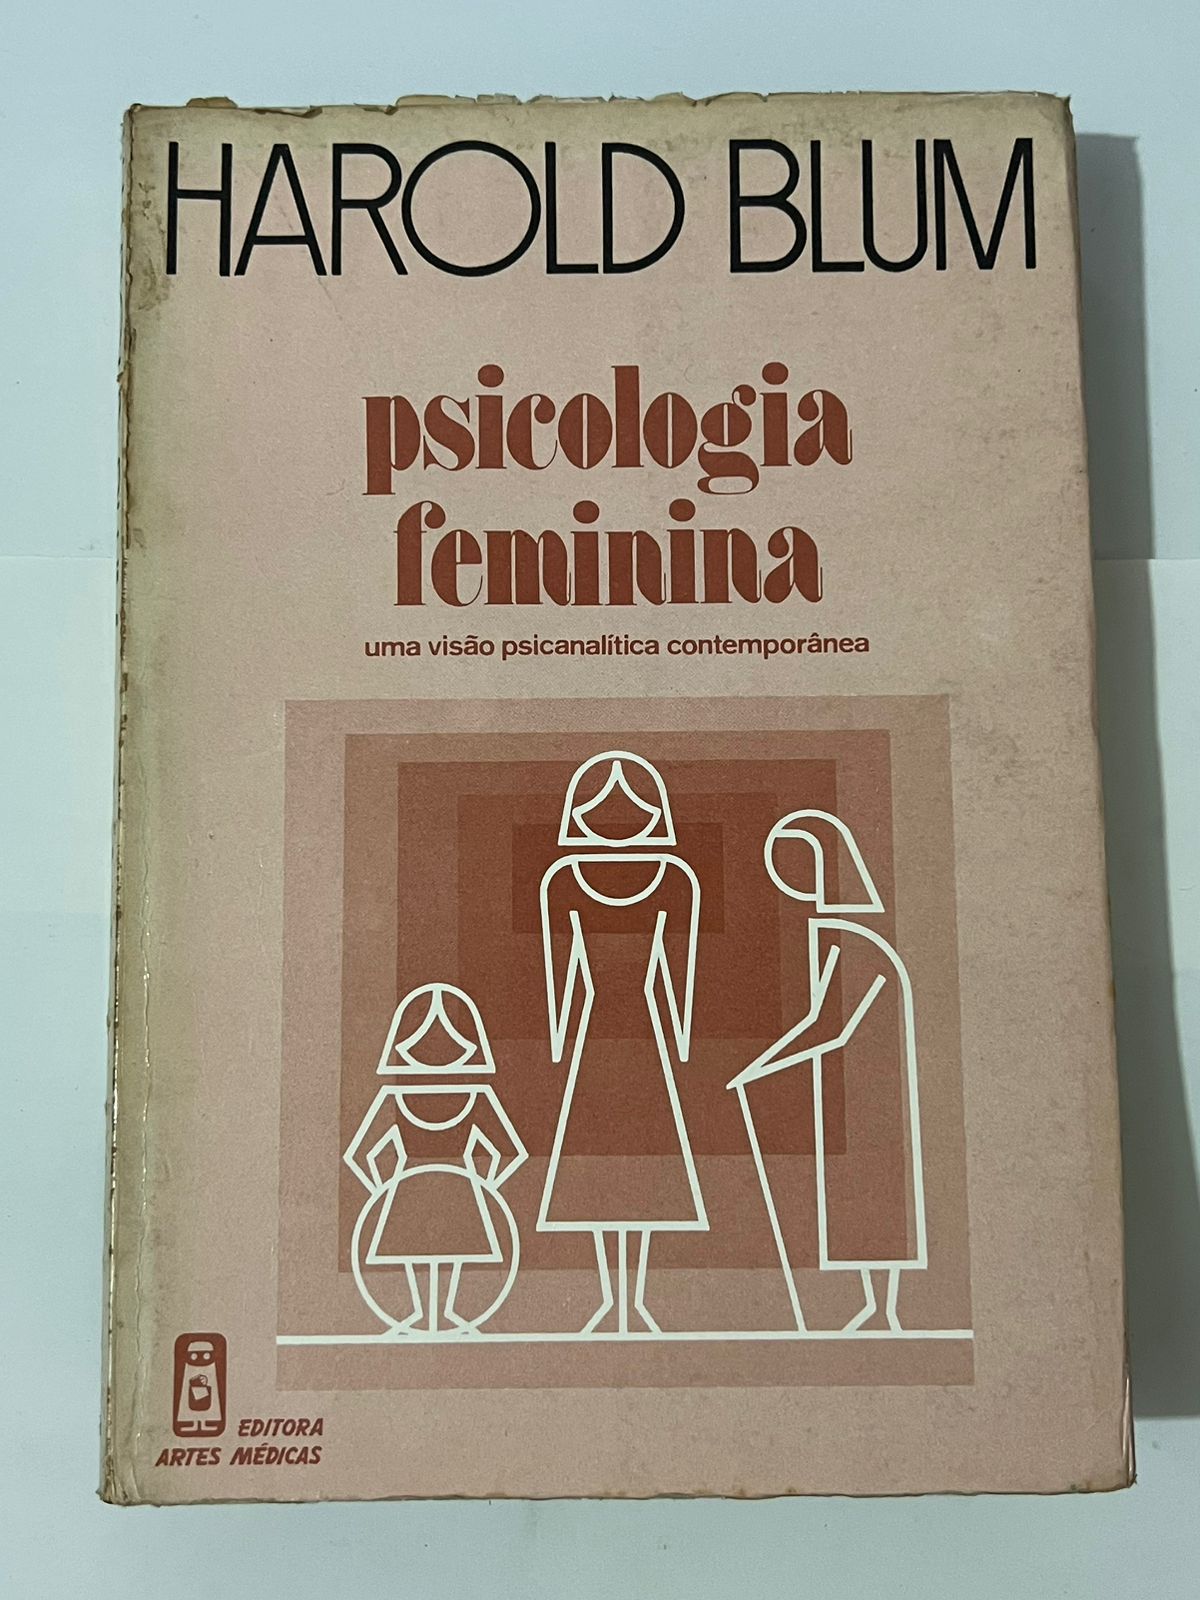 HAROLD BLUM
psicologia
feminina
uma visão psicanalítica contemporânea
EDITORA
ARTES MÉDICAS